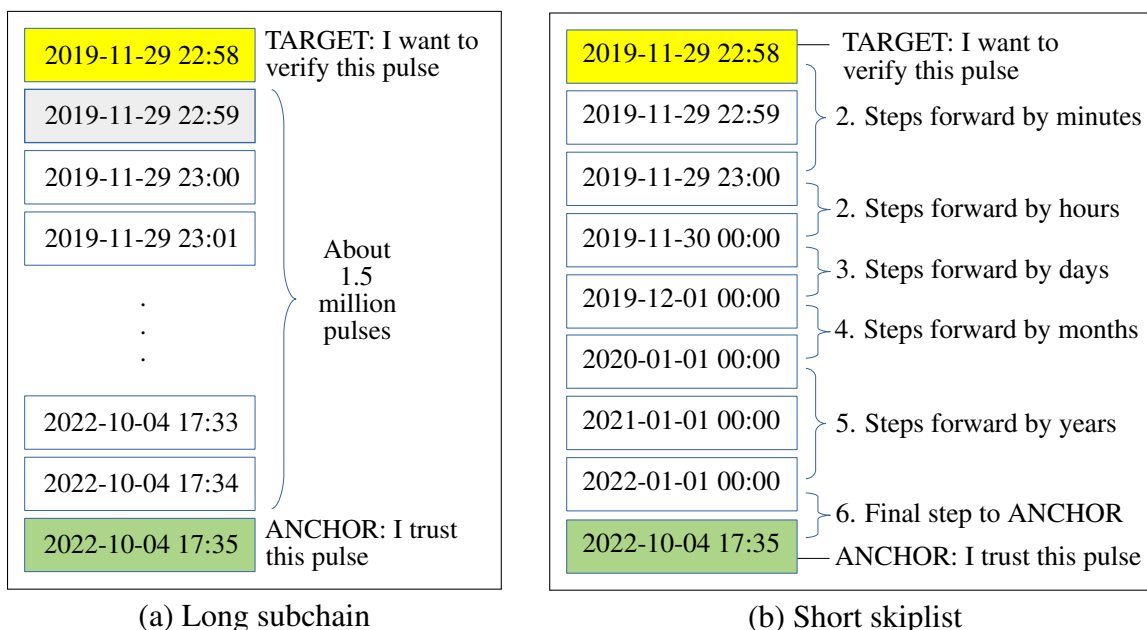 2019-11-29 22:58
TARGET: I want to
verify this pulse
2019-11-29 22:59
2019-11-29 23:00
2019-11-29 23:01
.
.
.
About
1.5
million
pulses
2022-10-04 17:33
2022-10-04 17:34
2022-10-04 17:35
ANCHOR: I trust
this pulse
(a) Long subchain
2019-11-29 22:58
TARGET: I want to
verify this pulse
2019-11-29 22:59
2. Steps forward by minutes
2019-11-29 23:00
2. Steps forward by hours
2019-11-30 00:00
3. Steps forward by days
2019-12-01 00:00
4. Steps forward by months
2020-01-01 00:00
2021-01-01 00:00
5. Steps forward by years
2022-01-01 00:00
6. Final step to ANCHOR
2022-10-04 17:35
ANCHOR: I trust this pulse
(b) Short skiplist